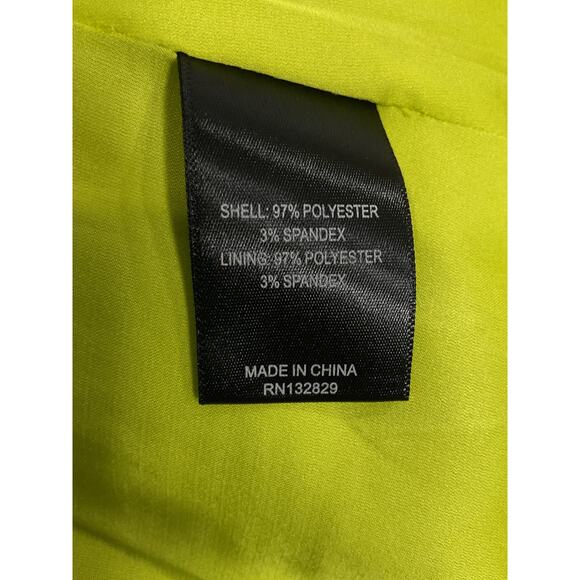 SHELL: 97% POLYESTER
3% SPANDEX
LINING: 97% POLYESTER
3% SPANDEX
MADE IN CHINA
RN132829